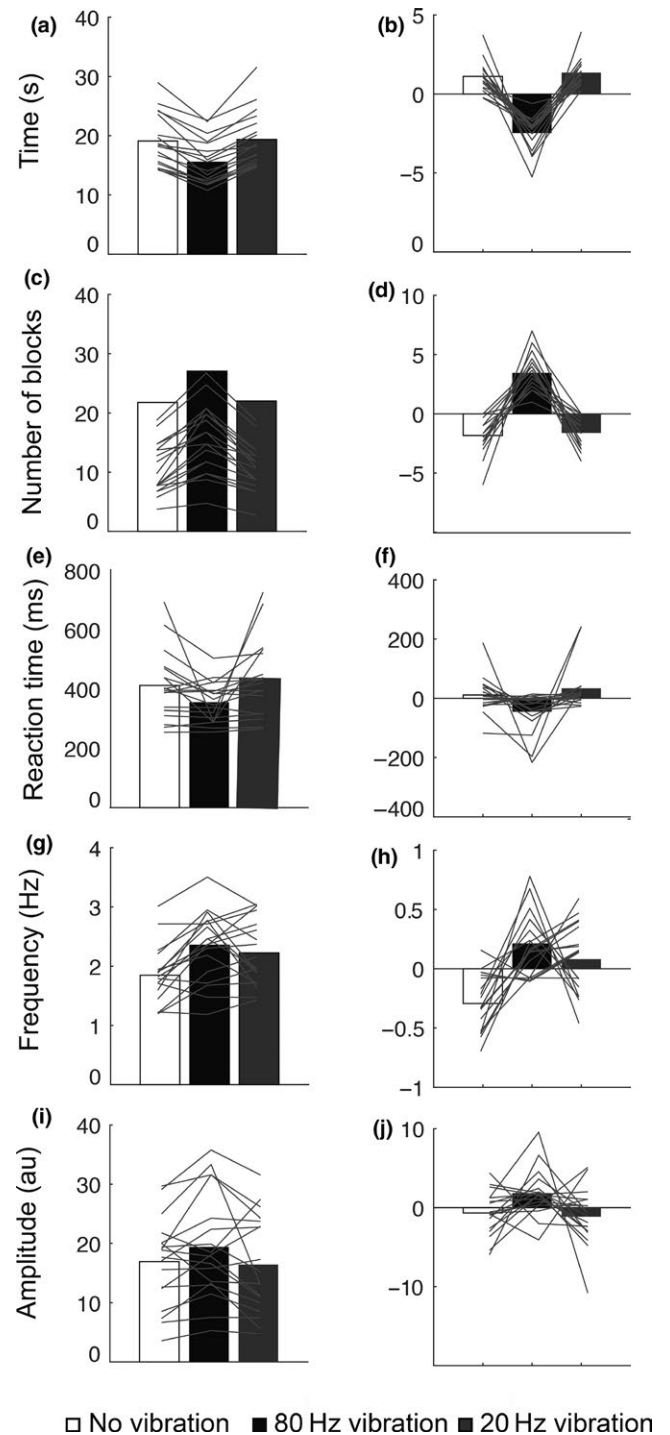 (a)
40
30
20
10
0
Time (s)
(b)
5
0
−5
0
(c)
40
30
20
10
0
Number of blocks
(d)
10
5
0
−5
(e)
800
600
400
200
0
Reaction time (ms)
(f)
400
200
0
−200
−400
(g)
4
3
2
1
0
Frequency (Hz)
(h)
1
0.5
0
−0.5
−1
(i)
40
30
20
10
0
Amplitude (au)
(j)
10
0
−10
No vibration 80 Hz vibration 20 Hz vibration